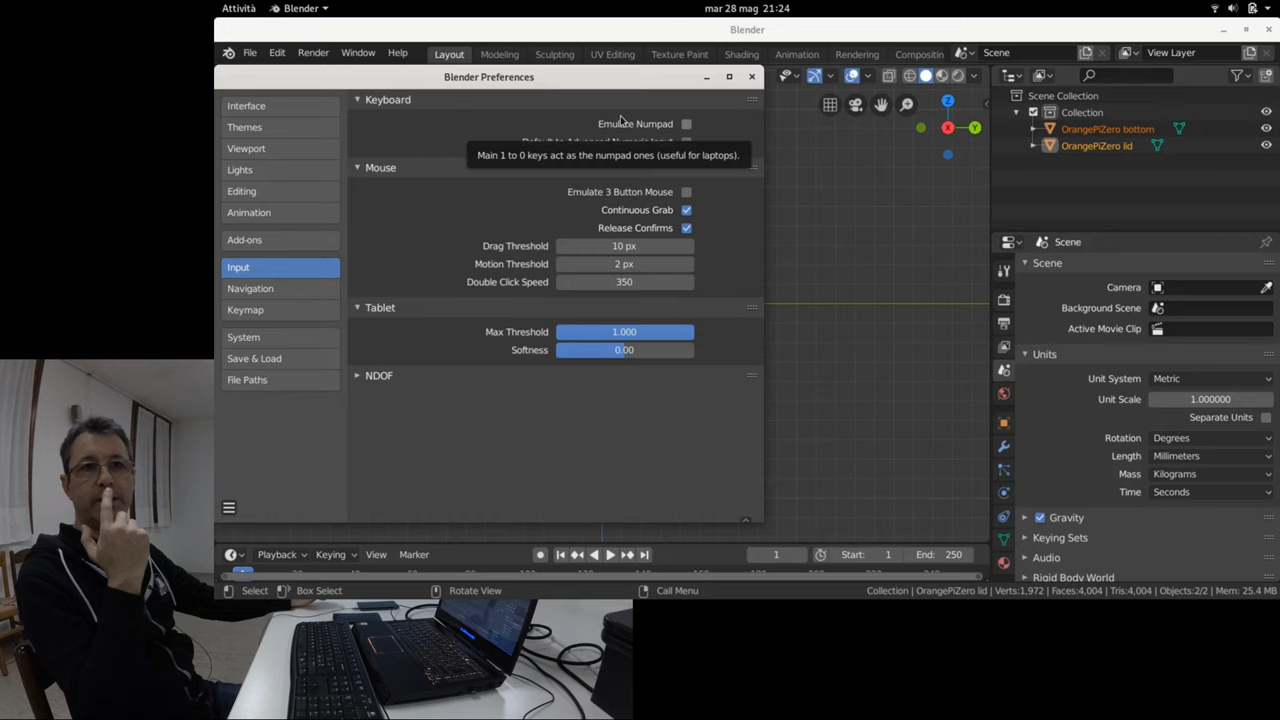 Attività
Blender
mar 28 mag 21:24
Blender
File Edit Render Window Help
Layout Modeling Sculpting UV Editing Texture Paint Shading Animation Rendering Compositin
Scene
View Layer
Blender Preferences
Interface
Themes
Viewport
Lights
Editing
Animation
Add-ons
Input
Navigation
Keymap
System
Save & Load
File Paths
Keyboard
Emulate Numpad
Main 1 to 0 keys act as the numpad ones (useful for laptops).
Mouse
Emulate 3 Button Mouse
Continuous Grab
Release Confirms
Drag Threshold 10 px
Motion Threshold 2 px
Double Click Speed 350
Tablet
Max Threshold 1.000
Softness 0.00
NDOF
Z
X
Y
Scene Collection
Collection
OrangePiZero bottom
OrangePiZero lid
Scene
Scene
Camera
Background Scene
Active Movie Clip
Units
Unit System Metric
Unit Scale 1.000000
Separate Units
Rotation Degrees
Length Millimeters
Mass Kilograms
Time Seconds
Gravity
Keying Sets
Audio
Rigid Body World
Playback Keying View Marker
1 Start: 1 End: 250
Select Box Select Rotate View Call Menu
Collection | OrangePiZero lid | Verts:1,972 | Faces:4,004 | Tris:4,004 | Objects:2/2 | Mem: 25.4 MB